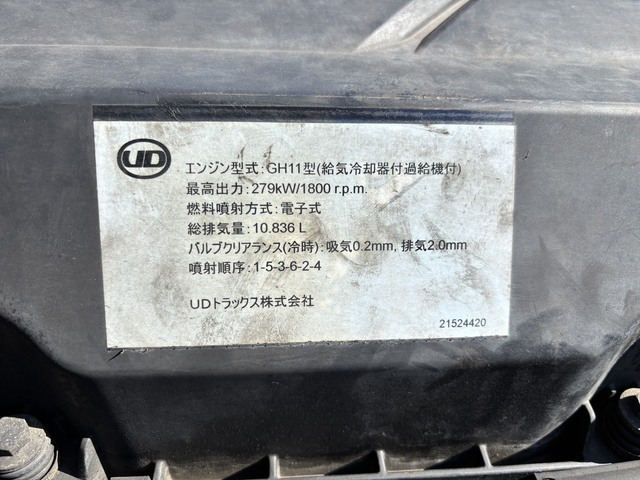 UD
エンジン型式:GH11型(給気冷却器付過給機付)
最高出力:279kW/1800 r.p.m.
燃料噴射方式:電子式
総排気量:10.836 L
バルブクリアランス(冷時):吸気0.2mm, 排気2.0mm
噴射順序:1-5-3-6-2-4
UDトラックス株式会社
21524420